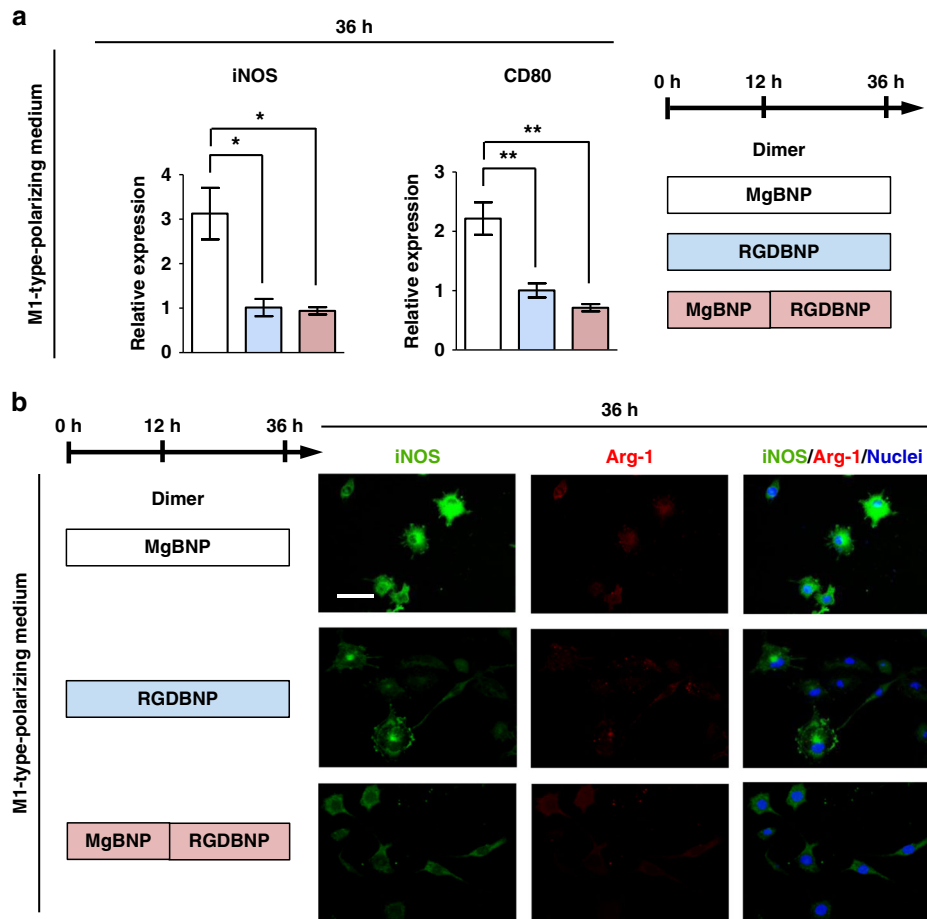 a
36 h
M1-type-polarizing medium
iNOS
Relative expression
4
3
2
1
0
*
*
CD80
Relative expression
3
2
1
0
**
**
0 h 12 h 36 h
Dimer
MgBNP
RGDBNP
MgBNP RGDBNP
b
0 h 12 h 36 h
36 h
iNOS Arg-1 iNOS/Arg-1/Nuclei
M1-type-polarizing medium
Dimer
MgBNP
RGDBNP
MgBNP RGDBNP